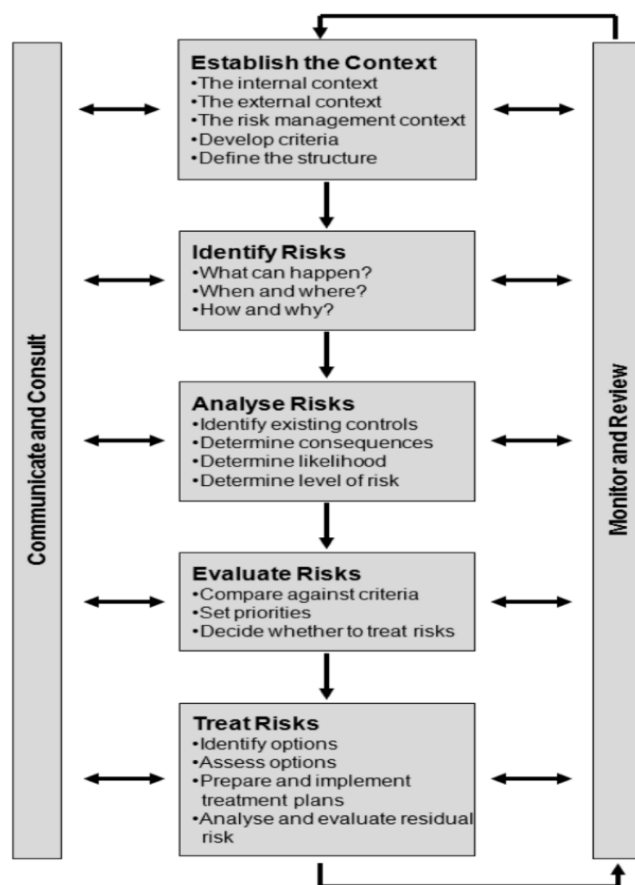 Establish the Context
•The internal context
•The external context
•The risk management context
•Develop criteria
•Define the structure
Identify Risks
•What can happen?
•When and where?
•How and why?
Analyse Risks
•Identify existing controls
•Determine consequences
•Determine likelihood
•Determine level of risk
Evaluate Risks
•Compare against criteria
•Set priorities
•Decide whether to treat risks
Treat Risks
•Identify options
•Assess options
•Prepare and implement
treatment plans
•Analyse and evaluate residual
risk
Communicate and Consult
Monitor and Review